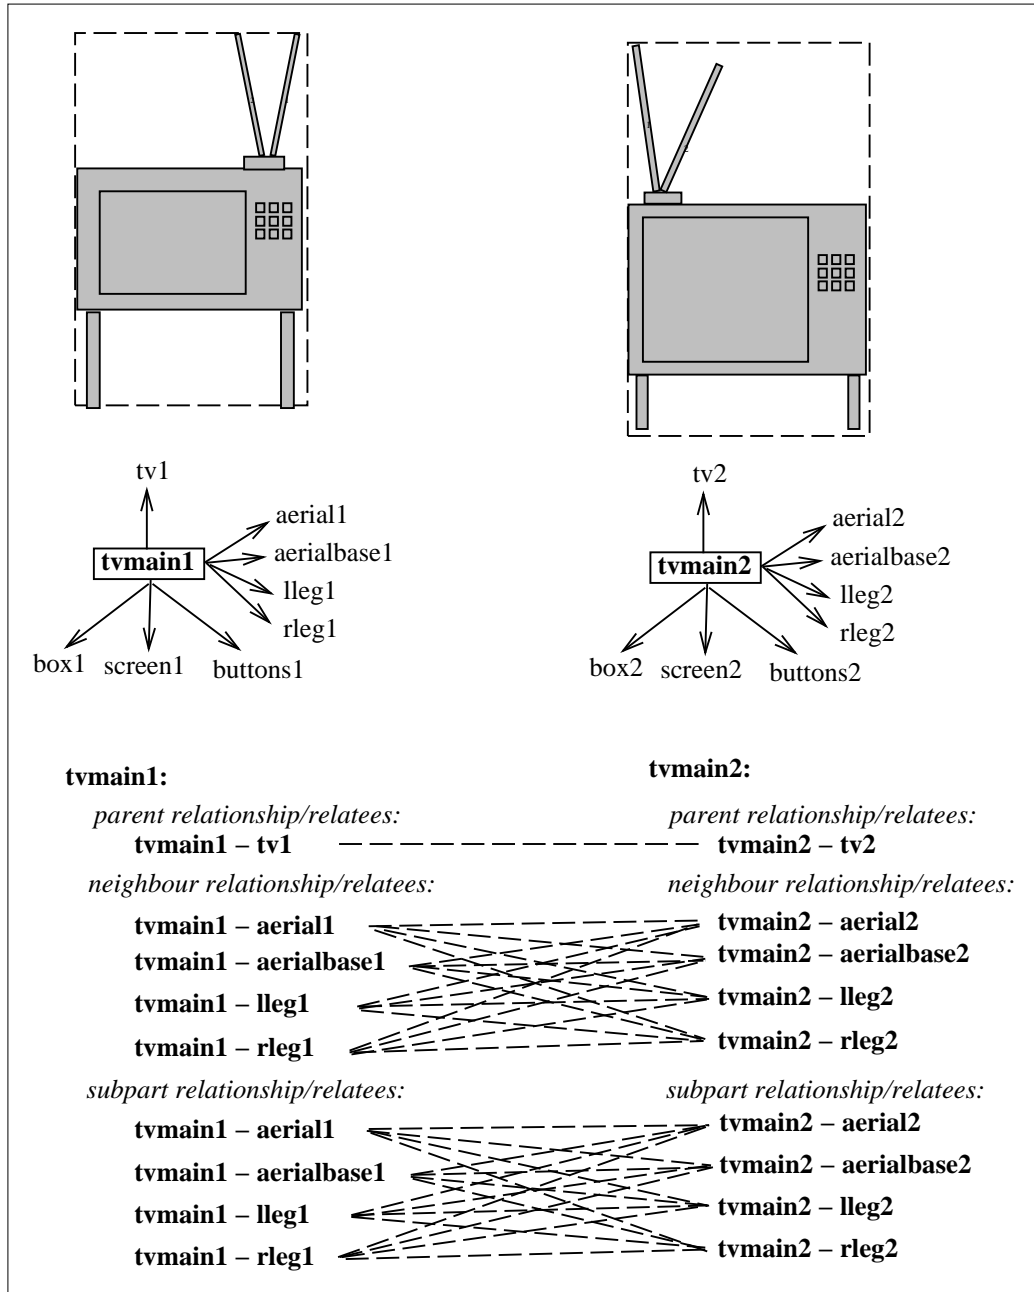 tv1
aerial1
tvmain1
aerialbase1
lleg1
rleg1
box1
screen1
buttons1
tv2
aerial2
tvmain2
aerialbase2
lleg2
rleg2
box2
screen2
buttons2
tvmain1:
parent relationship/relatees:
tvmain1 – tv1
neighbour relationship/relatees:
tvmain1 – aerial1
tvmain1 – aerialbase1
tvmain1 – lleg1
tvmain1 – rleg1
subpart relationship/relatees:
tvmain1 – aerial1
tvmain1 – aerialbase1
tvmain1 – lleg1
tvmain1 – rleg1
tvmain2:
parent relationship/relatees:
tvmain2 – tv2
neighbour relationship/relatees:
tvmain2 – aerial2
tvmain2 – aerialbase2
tvmain2 – lleg2
tvmain2 – rleg2
subpart relationship/relatees:
tvmain2 – aerial2
tvmain2 – aerialbase2
tvmain2 – lleg2
tvmain2 – rleg2